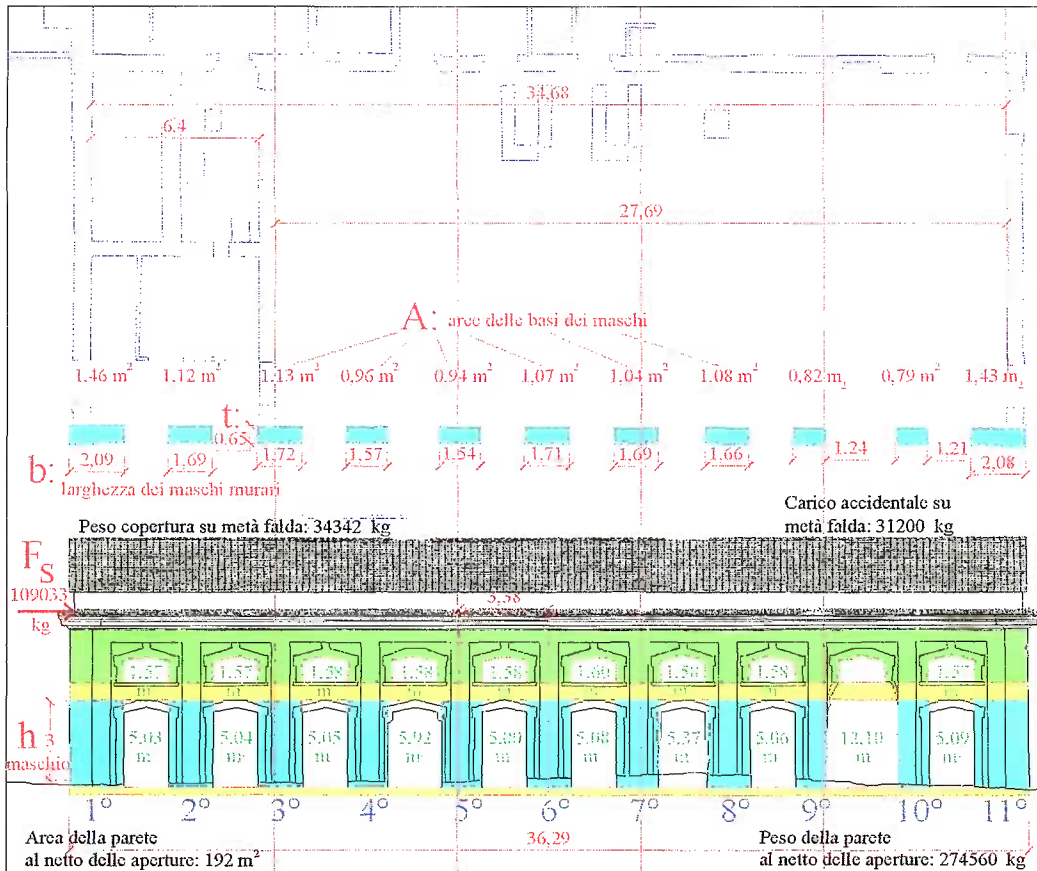 34,68
6,4
27,69
A: aree delle basi dei maschi
1.46 m² 1,12 m² 1,13 m² 0,96 m² 0.94 m² 1,07 m² 1,04 m² 1.08 m² 0,82 m₂ 0,79 m² 1,43 m₂
t:
0.65
1.24 1,21
b: 2,09 1.69 1.72 1,57 1.54 1.71 1.69 1.66 2,08
larghezza dei maschi murari
Peso copertura su metà falda: 34342 kg
Carico accidentale su
metà falda: 31200 kg
F S
109033
kg
3,38
1.57 1.57 1.58 1.58 1.58 1.60 1.58 1.57
m m m m m m m m m
h 3
maschio
5.03 5.04 5.05 5.92 5.08 5.37 5.06 12,10 5.09
m m m m m m m m m m
1° 2° 3° 4° 5° 6° 7° 8° 9° 10° 11°
36,29
Area della parete
al netto delle aperture: 192 m²
Peso della parete
al netto delle aperture: 274560 kg